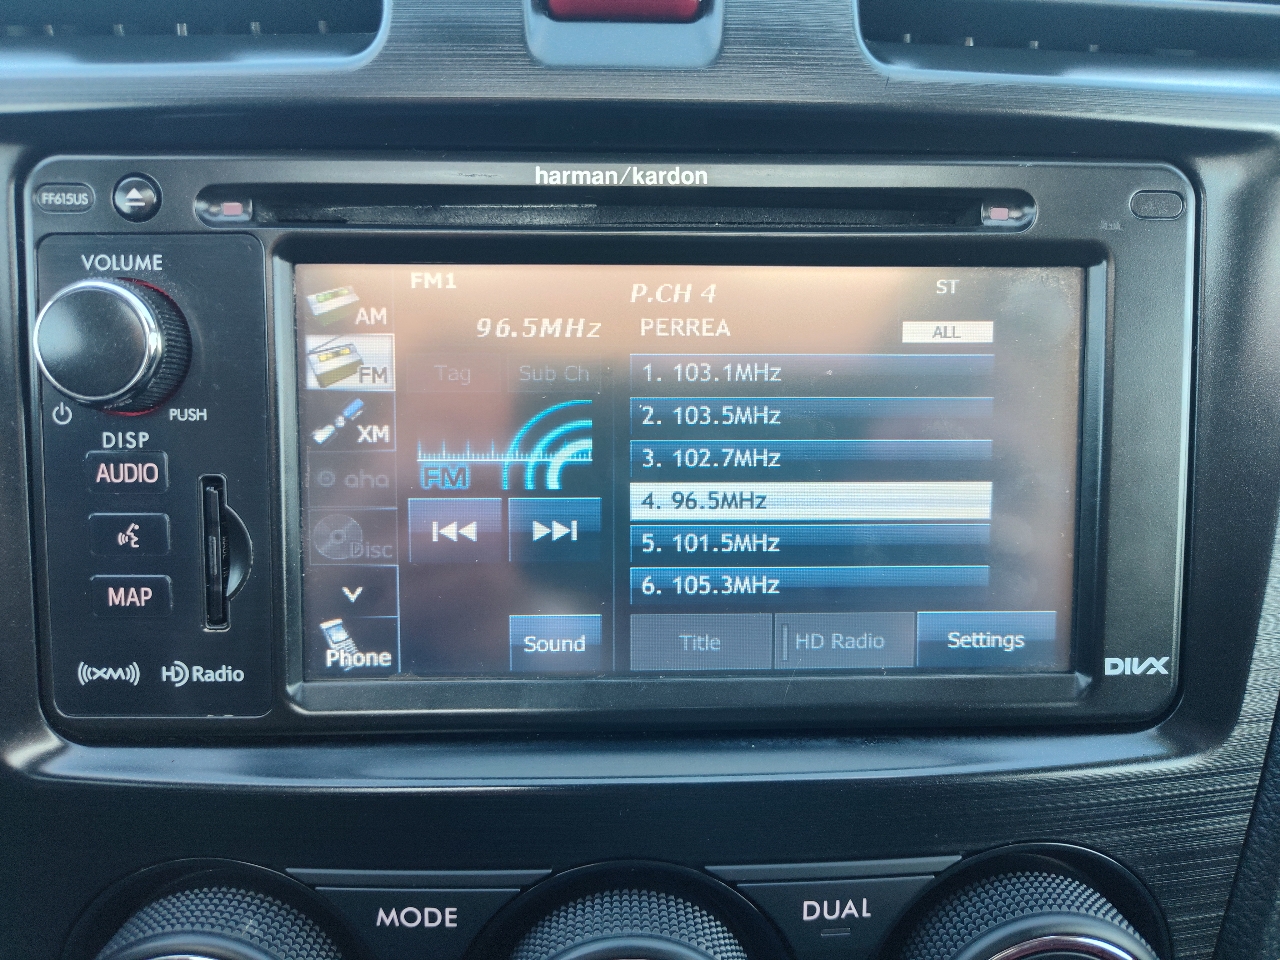 harman/kardon
FF615US
VOLUME
PUSH
DISP
AUDIO
MAP
((XM)) HD Radio
FM1
P.CH 4
ST
96.5MHz
PERREA
ALL
AM
FM
XM
aha
Disc
Phone
Tag
Sub Ch
FM
Sound
1. 103.1MHz
2. 103.5MHz
3. 102.7MHz
4. 96.5MHz
5. 101.5MHz
6. 105.3MHz
Title
HD Radio
Settings
DIVX
MODE
DUAL